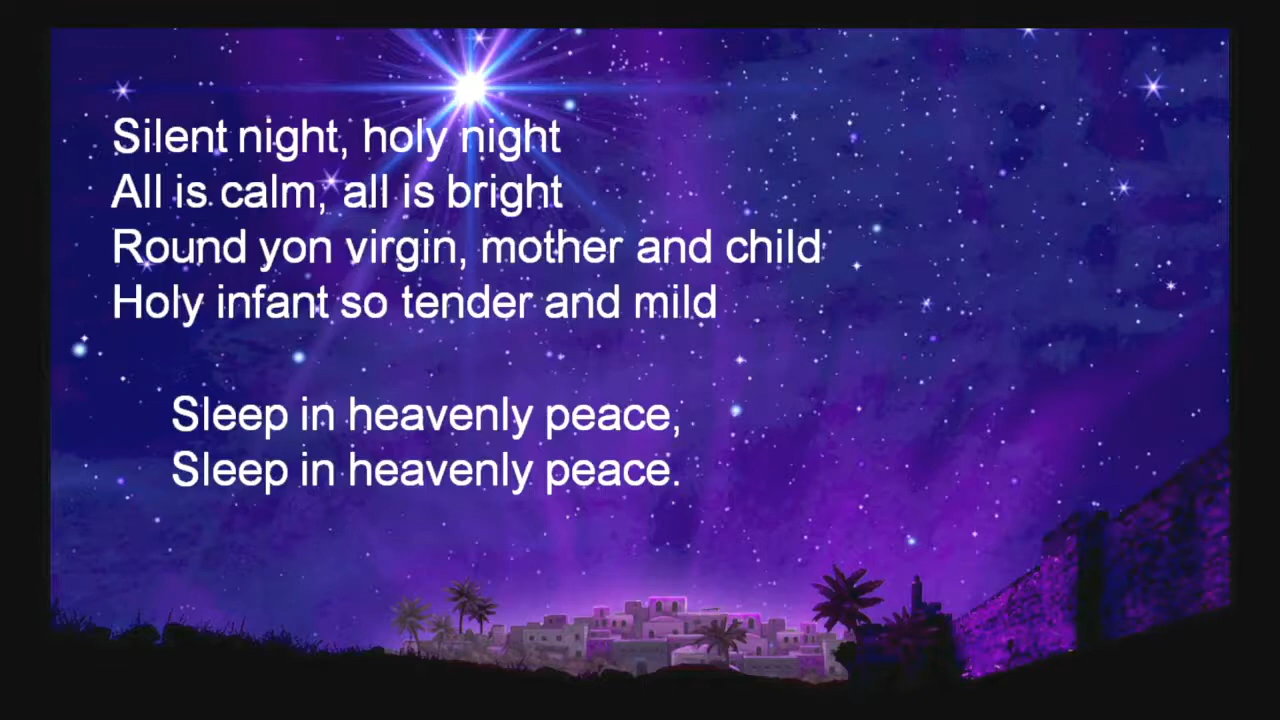 Silent night, holy night
All is calm, all is bright
Round yon virgin, mother and child
Holy infant so tender and mild
Sleep in heavenly peace,
Sleep in heavenly peace.